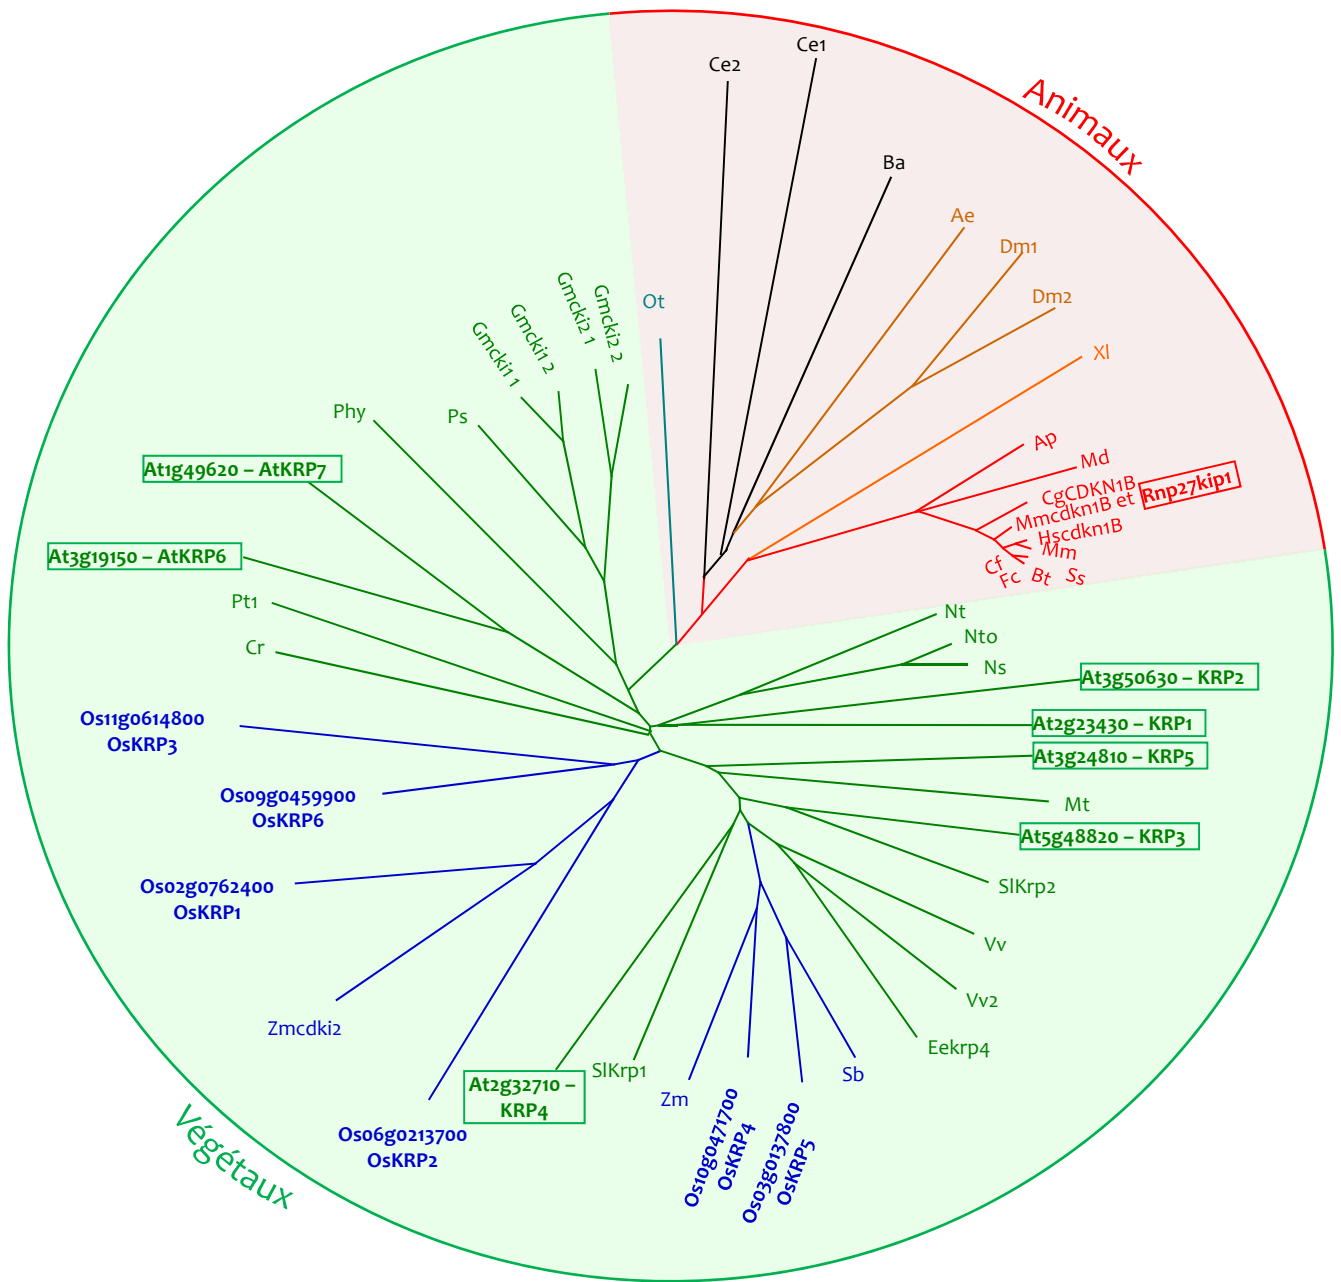 Ce1
Ce2
Animaux
Ba
Ae
Dm1
Dm2
Xl
Ot
Gmcki2 2
Gmcki2 1
Gmcki1 2
Gmcki1 1
Ps
Phy
Ap
Md
CgCDKN1B
Mmcdkn1B et Rnp27kip1
Hscdkn1B
Mm
Cf
Fc
Bt
Ss
At1g49620 – AtKRP7
At3g19150 – AtKRP6
Pt1
Cr
Nt
Nto
Ns
At3g50630 – KRP2
At2g23430 – KRP1
At3g24810 – KRP5
Mt
At5g48820 – KRP3
SlKrp2
Vv
Vv2
Eekrp4
Sb
Os03g0137800
OsKRP5
Os10g0471700
OsKRP4
Zm
SlKrp1
At2g32710 –
KRP4
Os06g0213700
OsKRP2
Zmcdki2
Os02g0762400
OsKRP1
Os09g0459900
OsKRP6
Os11g0614800
OsKRP3
Végétaux